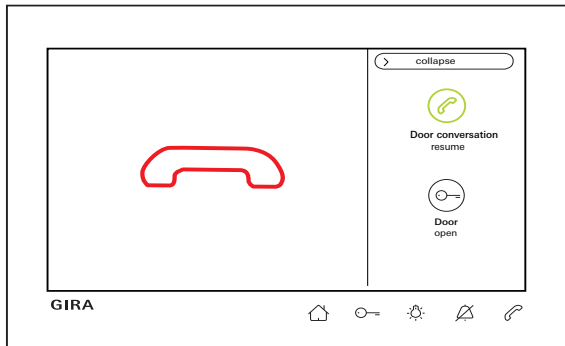 collapse
Door conversation
resume
Door
open
GIRA